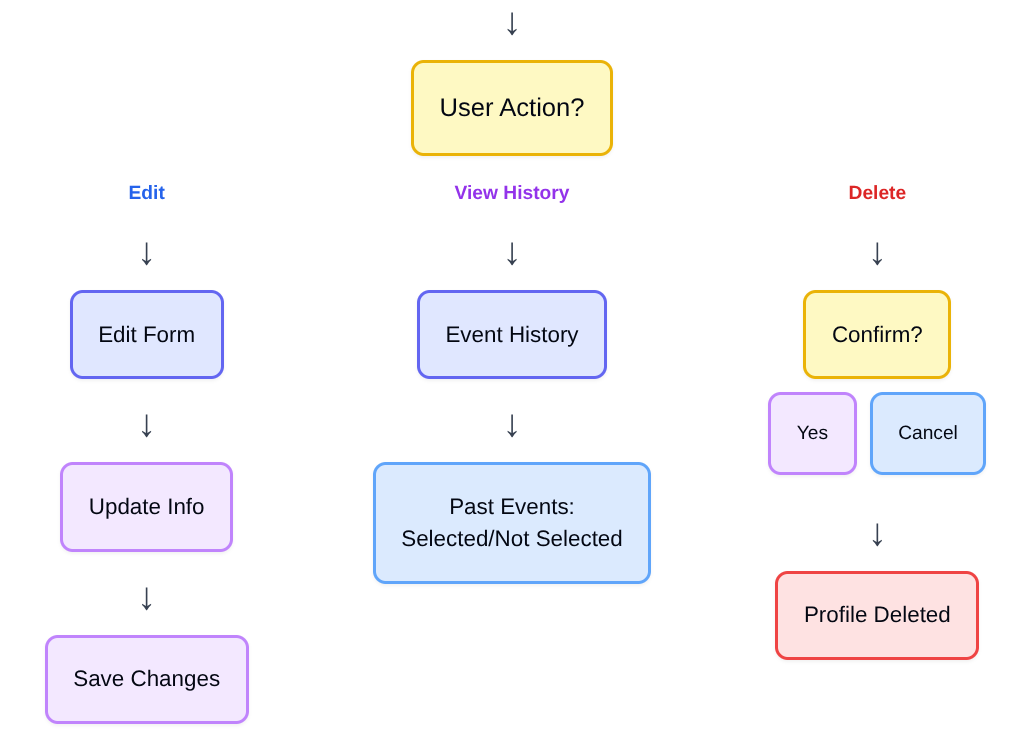 User Action?
Edit
View History
Delete
Edit Form
Event History
Confirm?
Yes
Cancel
Update Info
Past Events:
Selected/Not Selected
Profile Deleted
Save Changes